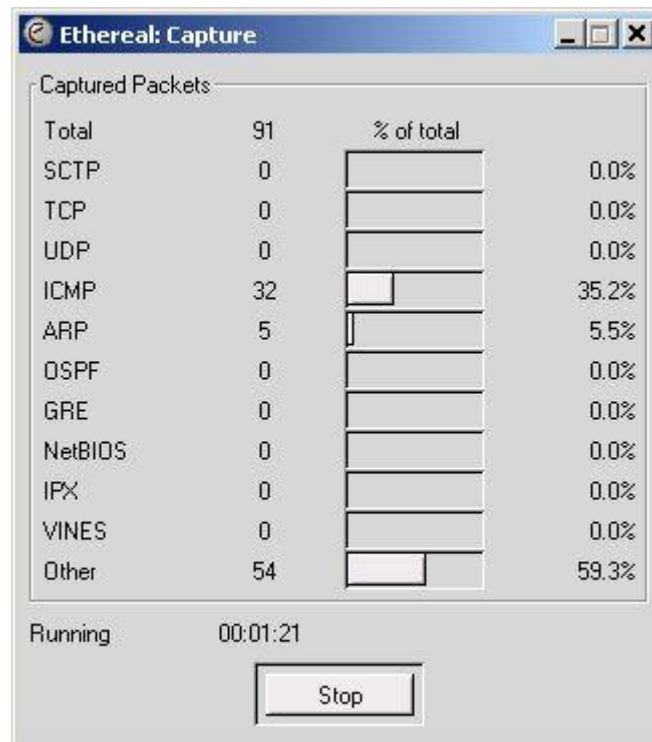 Ethereal: Capture
Captured Packets
Total 91 % of total
SCTP 0 0.0%
TCP 0 0.0%
UDP 0 0.0%
ICMP 32 35.2%
ARP 5 5.5%
OSPF 0 0.0%
GRE 0 0.0%
NetBIOS 0 0.0%
IPX 0 0.0%
VINES 0 0.0%
Other 54 59.3%
Running 00:01:21
Stop